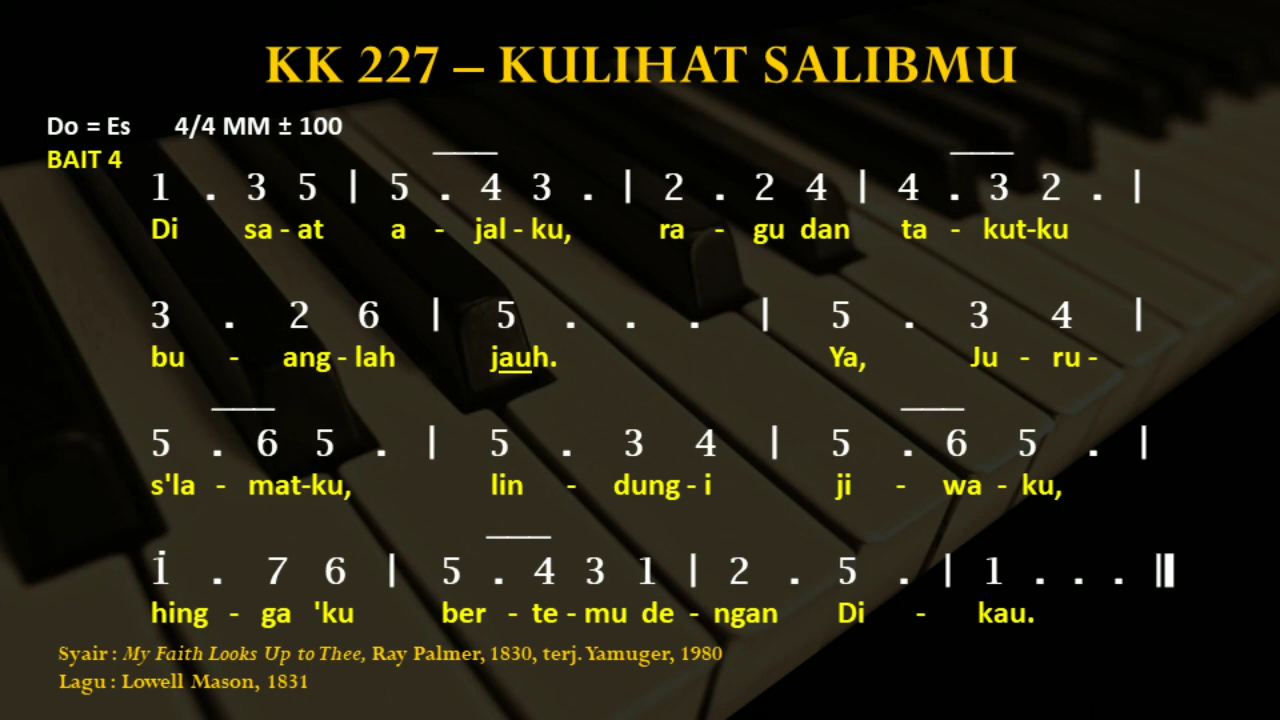 KK 227 – KULIHAT SALIBMU
Do = Es 4/4 MM ± 100
BAIT 4
1 . 3 5 | 5 . 4 3 . | 2 . 2 4 | 4 . 3 2 . |
Di sa - at a - jal - ku, ra - gu dan ta - kut-ku
3 . 2 6 | 5 . . . | 5 . 3 4 |
bu - ang - lah jauh. Ya, Ju - ru -
5 . 6 5 . | 5 . 3 4 | 5 . 6 5 . |
s'la - mat-ku, lin - dung - i ji - wa - ku,
i . 7 6 | 5 . 4 3 1 | 2 . 5 . | 1 . . . ‖
hing - ga 'ku ber - te - mu de - ngan Di - kau.
Syair : My Faith Looks Up to Thee, Ray Palmer, 1830, terj. Yamuger, 1980
Lagu : Lowell Mason, 1831